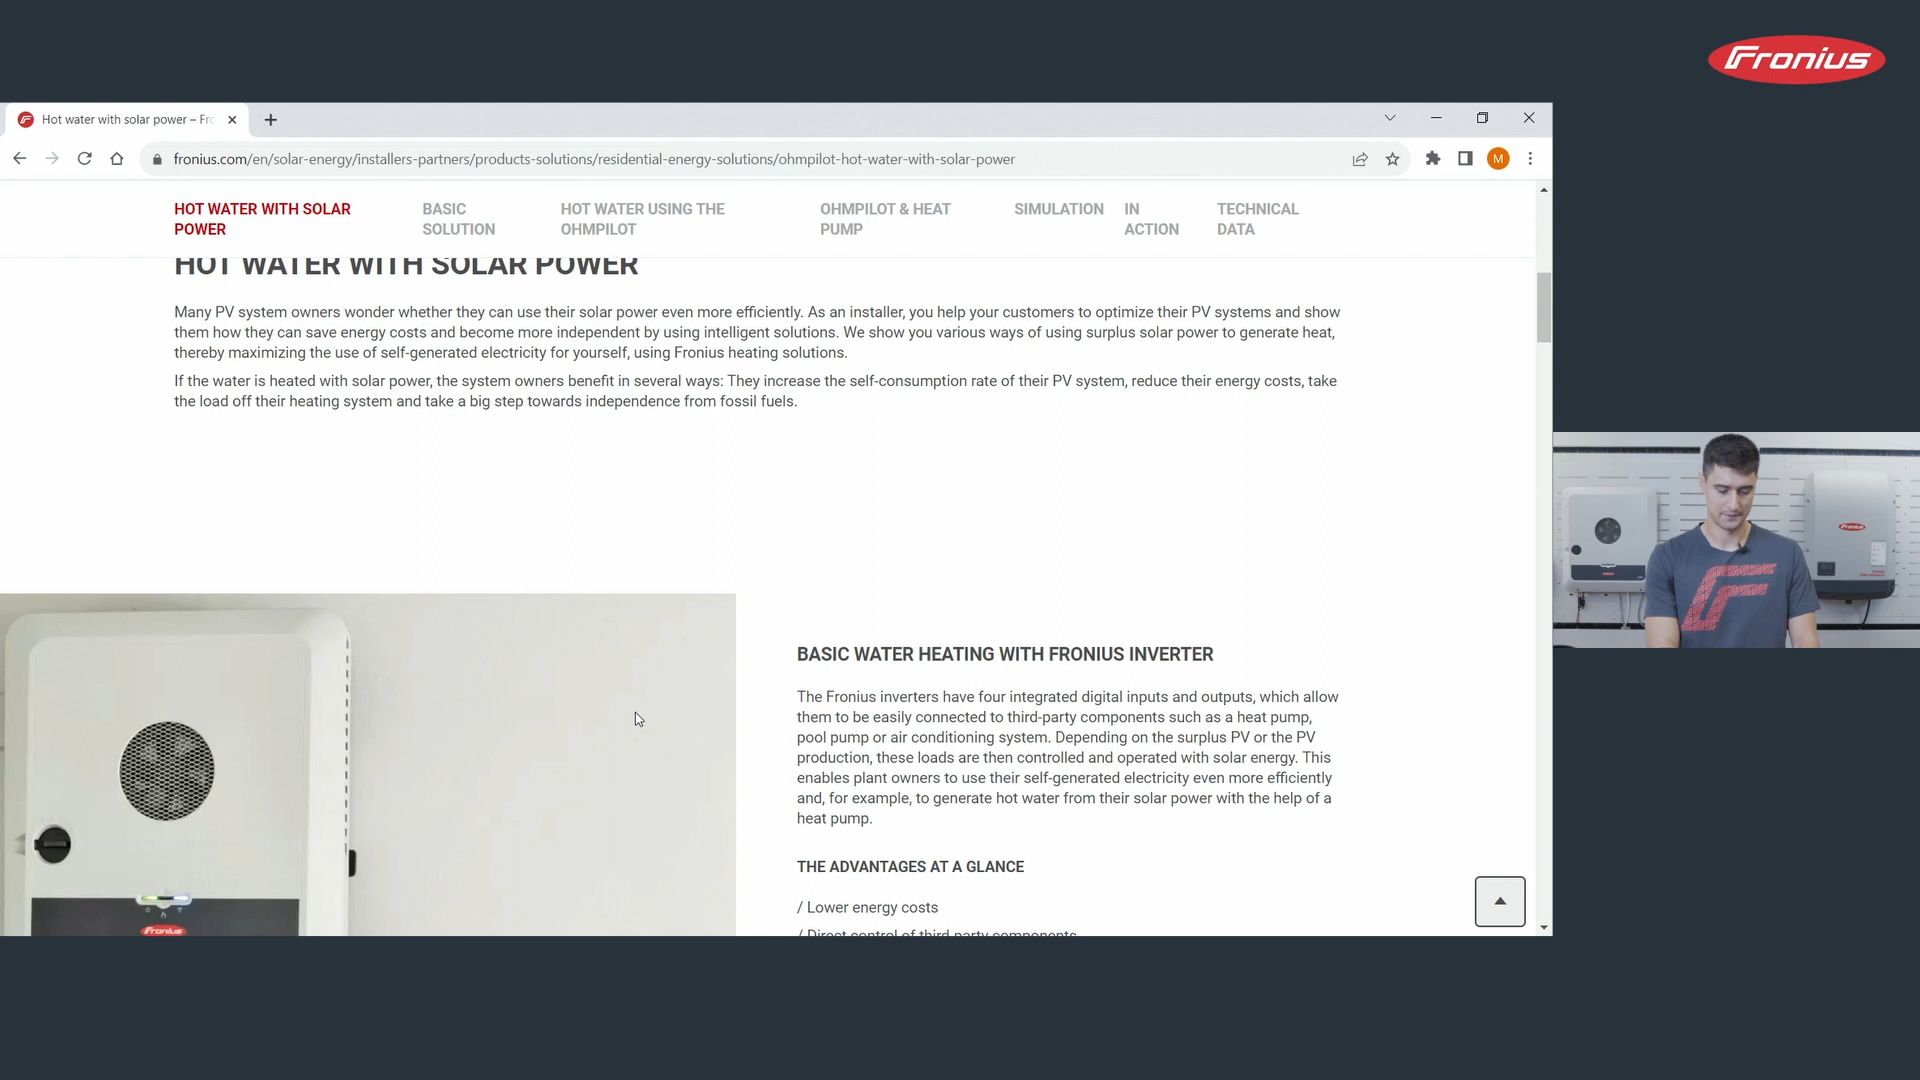 Fronius
Hot water with solar power – Fr
fronius.com/en/solar-energy/installers-partners/products-solutions/residential-energy-solutions/ohmpilot-hot-water-with-solar-power
M
HOT WATER WITH SOLAR
POWER
BASIC
SOLUTION
HOT WATER USING THE
OHMPILOT
OHMPILOT & HEAT
PUMP
SIMULATION
IN
ACTION
TECHNICAL
DATA
HOT WATER WITH SOLAR POWER
Many PV system owners wonder whether they can use their solar power even more efficiently. As an installer, you help your customers to optimize their PV systems and show
them how they can save energy costs and become more independent by using intelligent solutions. We show you various ways of using surplus solar power to generate heat,
thereby maximizing the use of self-generated electricity for yourself, using Fronius heating solutions.
If the water is heated with solar power, the system owners benefit in several ways: They increase the self-consumption rate of their PV system, reduce their energy costs, take
the load off their heating system and take a big step towards independence from fossil fuels.
Fronius
BASIC WATER HEATING WITH FRONIUS INVERTER
The Fronius inverters have four integrated digital inputs and outputs, which allow
them to be easily connected to third-party components such as a heat pump,
pool pump or air conditioning system. Depending on the surplus PV or the PV
production, these loads are then controlled and operated with solar energy. This
enables plant owners to use their self-generated electricity even more efficiently
and, for example, to generate hot water from their solar power with the help of a
heat pump.
THE ADVANTAGES AT A GLANCE
/ Lower energy costs
/ Direct control of third-party components
Fronius